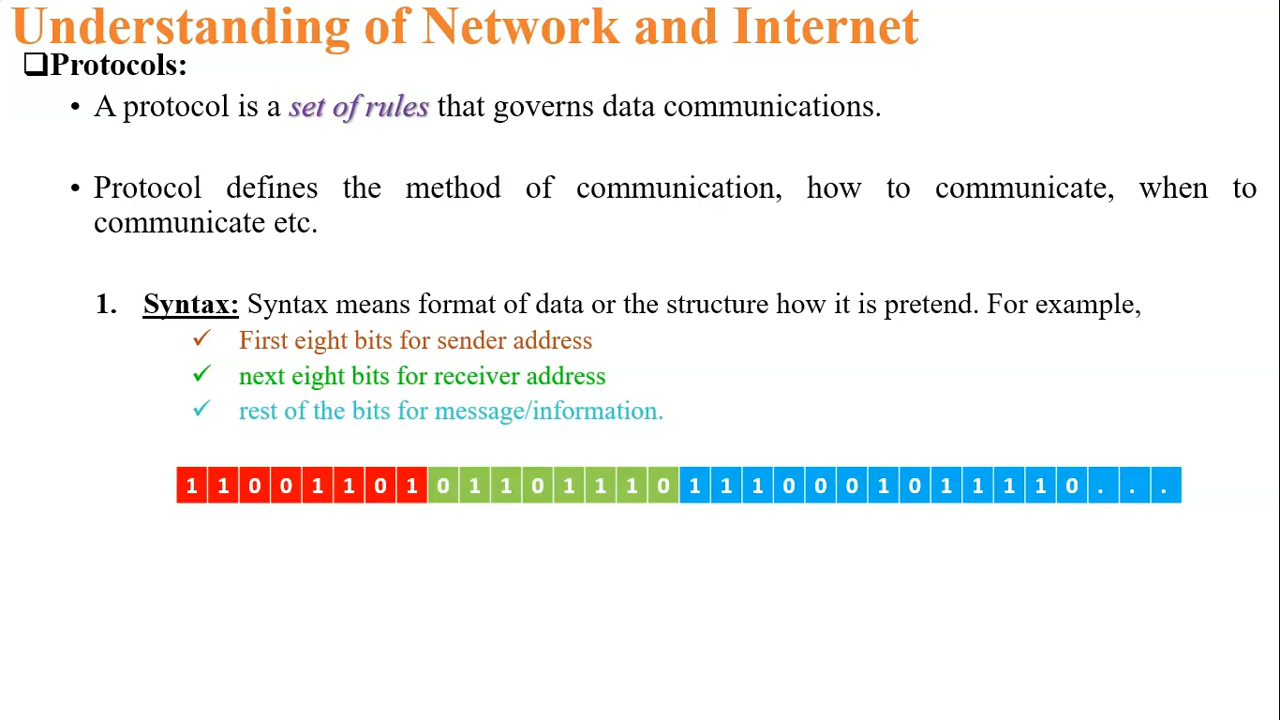 Understanding of Network and Internet
❑Protocols:
• A protocol is a set of rules that governs data communications.
• Protocol defines the method of communication, how to communicate, when to
communicate etc.
1. Syntax: Syntax means format of data or the structure how it is pretend. For example,
✓ First eight bits for sender address
✓ next eight bits for receiver address
✓ rest of the bits for message/information.
1 1 0 0 1 1 0 1 0 1 1 0 1 1 1 0 1 1 1 0 0 0 1 0 1 1 1 1 0 . . .